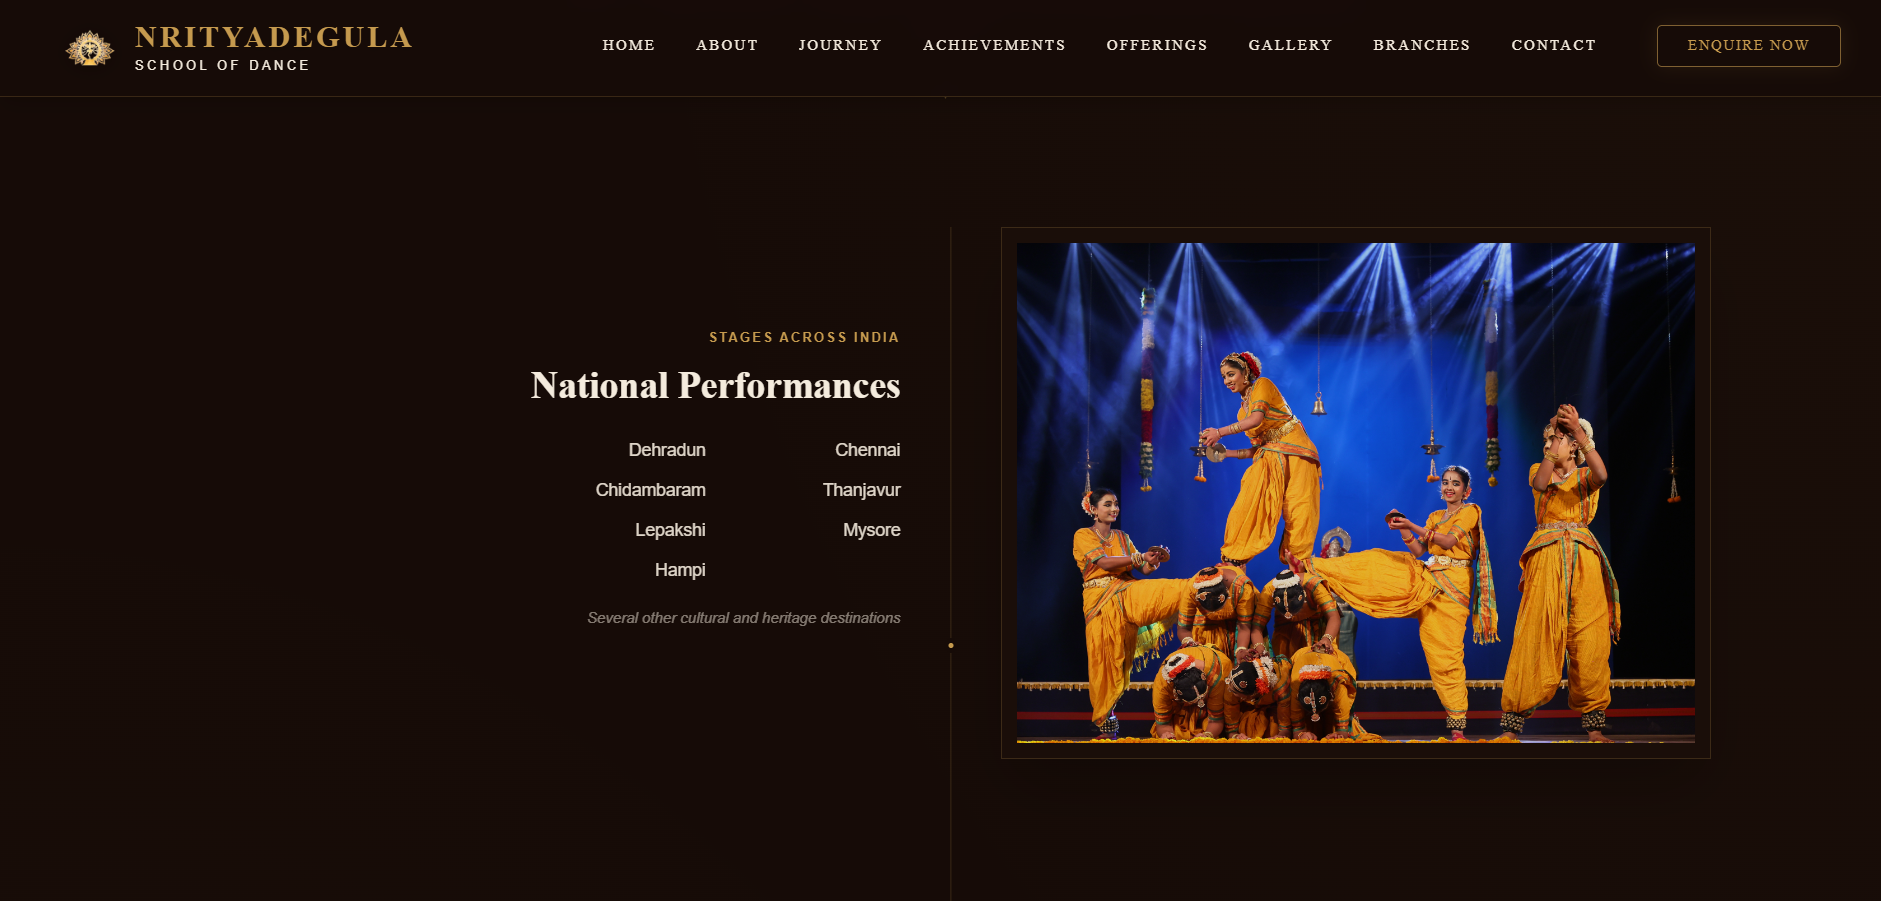 NRITYADEGULA
SCHOOL OF DANCE
HOME ABOUT JOURNEY ACHIEVEMENTS OFFERINGS GALLERY BRANCHES CONTACT ENQUIRE NOW
STAGES ACROSS INDIA
National Performances
Dehradun Chennai
Chidambaram Thanjavur
Lepakshi Mysore
Hampi
Several other cultural and heritage destinations